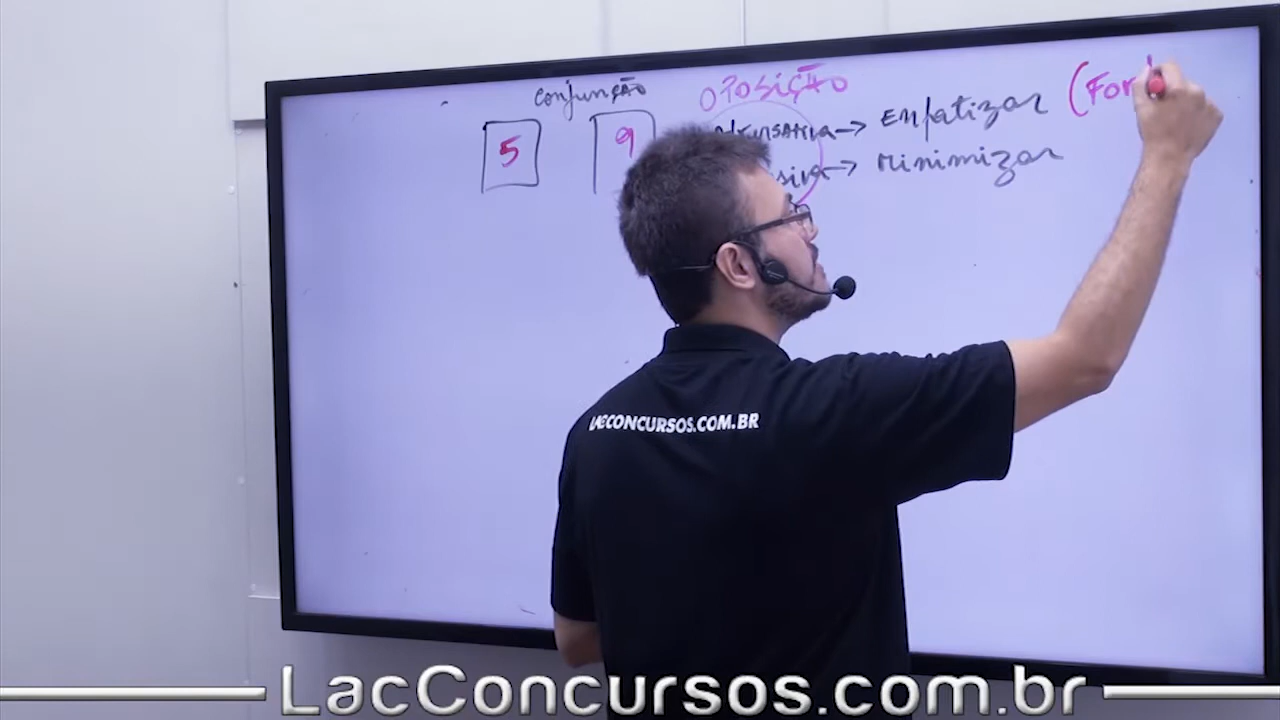 conjunção
OPOSIÇÃO
5
9
→ Enfatizar (For
→ Minimizar
LACCONCURSOS.COM.BR
LacConcursos.com.br